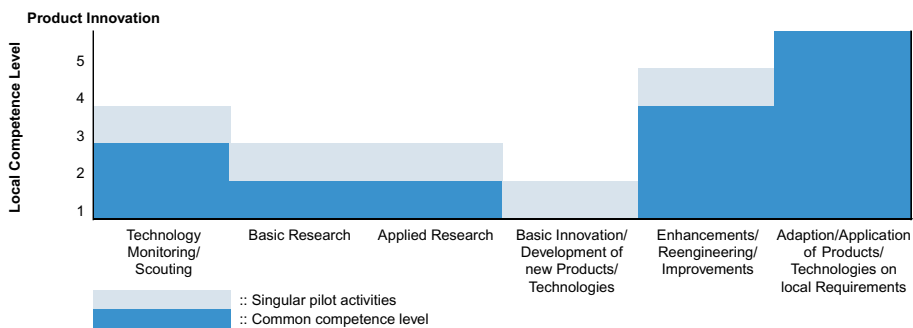 Product Innovation
Local Competence Level
5
4
3
2
1
Technology
Monitoring/
Scouting
Basic Research
Applied Research
Basic Innovation/
Development of
new Products/
Technologies
Enhancements/
Reengineering/
Improvements
Adaption/Application
of Products/
Technologies on
local Requirements
:: Singular pilot activities
:: Common competence level